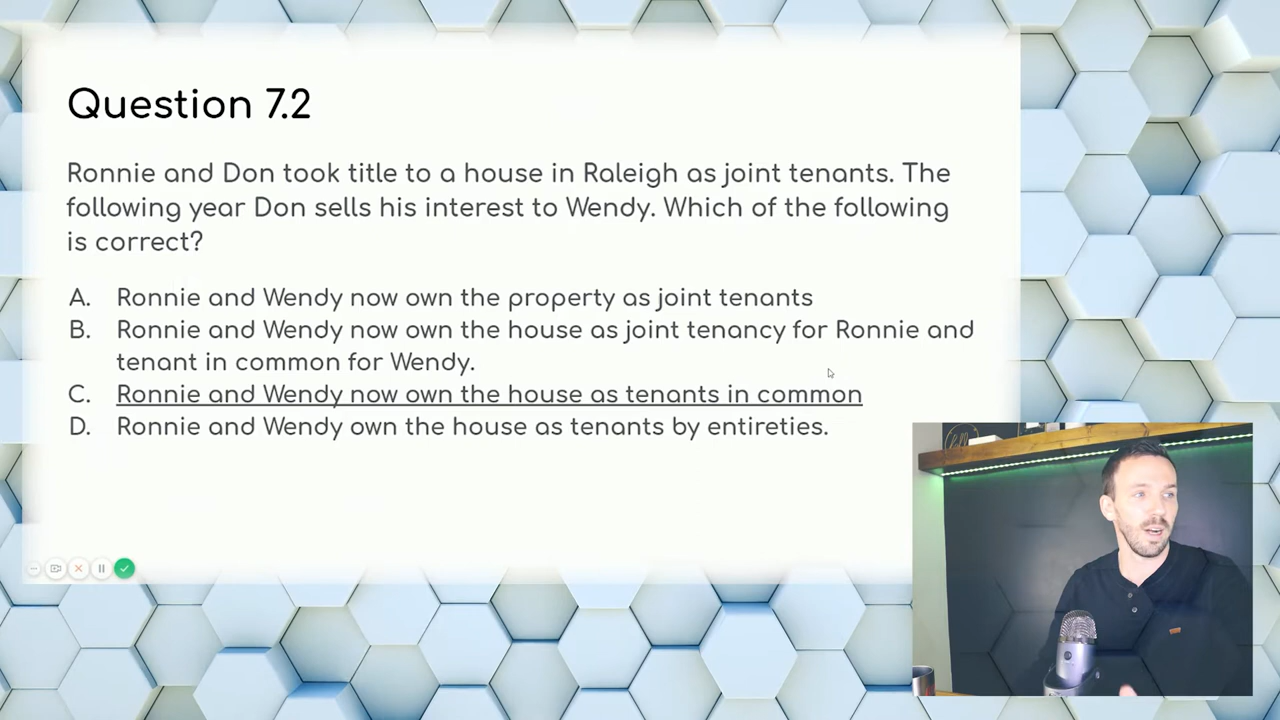 Question 7.2
Ronnie and Don took title to a house in Raleigh as joint tenants. The
following year Don sells his interest to Wendy. Which of the following
is correct?
A. Ronnie and Wendy now own the property as joint tenants
B. Ronnie and Wendy now own the house as joint tenancy for Ronnie and
tenant in common for Wendy.
C. Ronnie and Wendy now own the house as tenants in common
D. Ronnie and Wendy own the house as tenants by entireties.